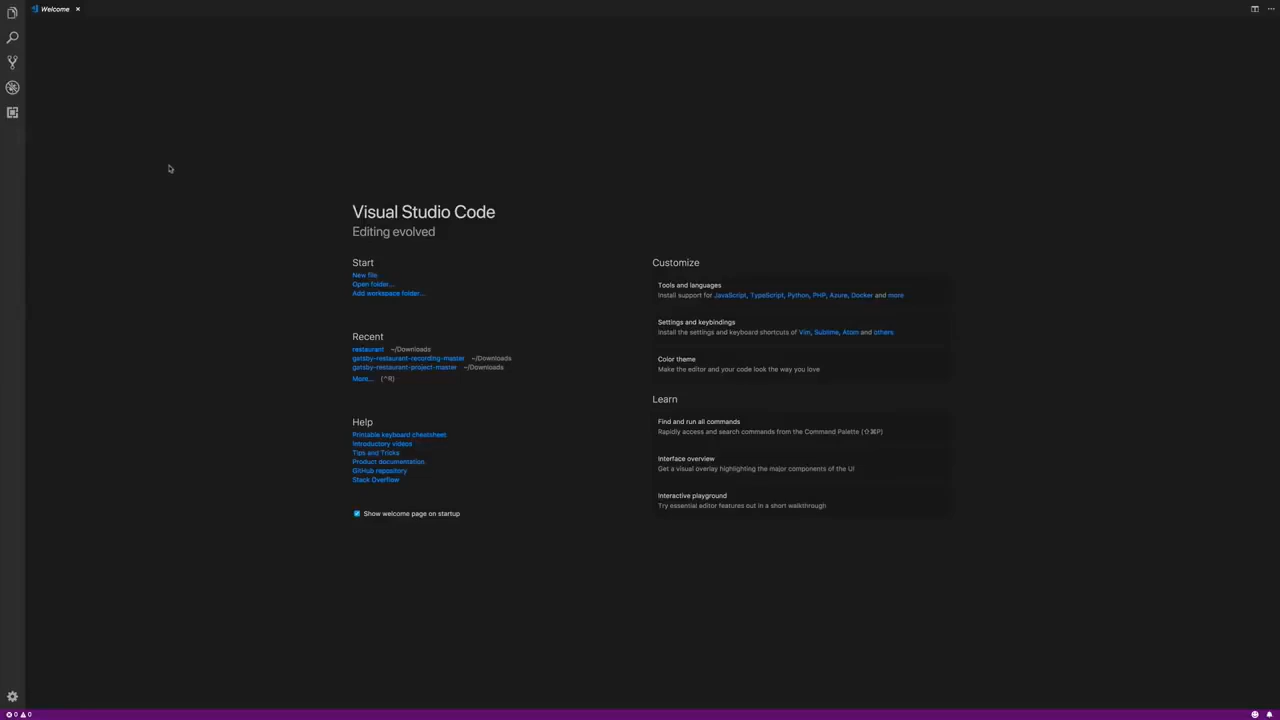 Welcome
Visual Studio Code
Editing evolved
Start
New file
Open folder...
Add workspace folder...
Recent
restaurant ~/Downloads
gatsby-restaurant-recording-master ~/Downloads
gatsby-restaurant-project-master ~/Downloads
More... (^R)
Help
Printable keyboard cheatsheet
Introductory videos
Tips and Tricks
Product documentation
GitHub repository
Stack Overflow
Show welcome page on startup
Customize
Tools and languages
Install support for JavaScript, TypeScript, Python, PHP, Azure, Docker and more
Settings and keybindings
Install the settings and keyboard shortcuts of Vim, Sublime, Atom and others
Color theme
Make the editor and your code look the way you love
Learn
Find and run all commands
Rapidly access and search commands from the Command Palette (⇧⌘P)
Interface overview
Get a visual overlay highlighting the major components of the UI
Interactive playground
Try essential editor features out in a short walkthrough
0 0